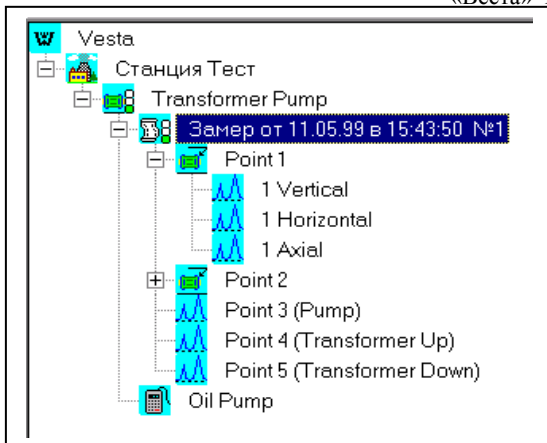 «Веста»
Vesta
Станция Тест
Transformer Pump
Замер от 11.05.99 в 15:43:50 №1
Point 1
1 Vertical
1 Horizontal
1 Axial
Point 2
Point 3 (Pump)
Point 4 (Transformer Up)
Point 5 (Transformer Down)
Oil Pump